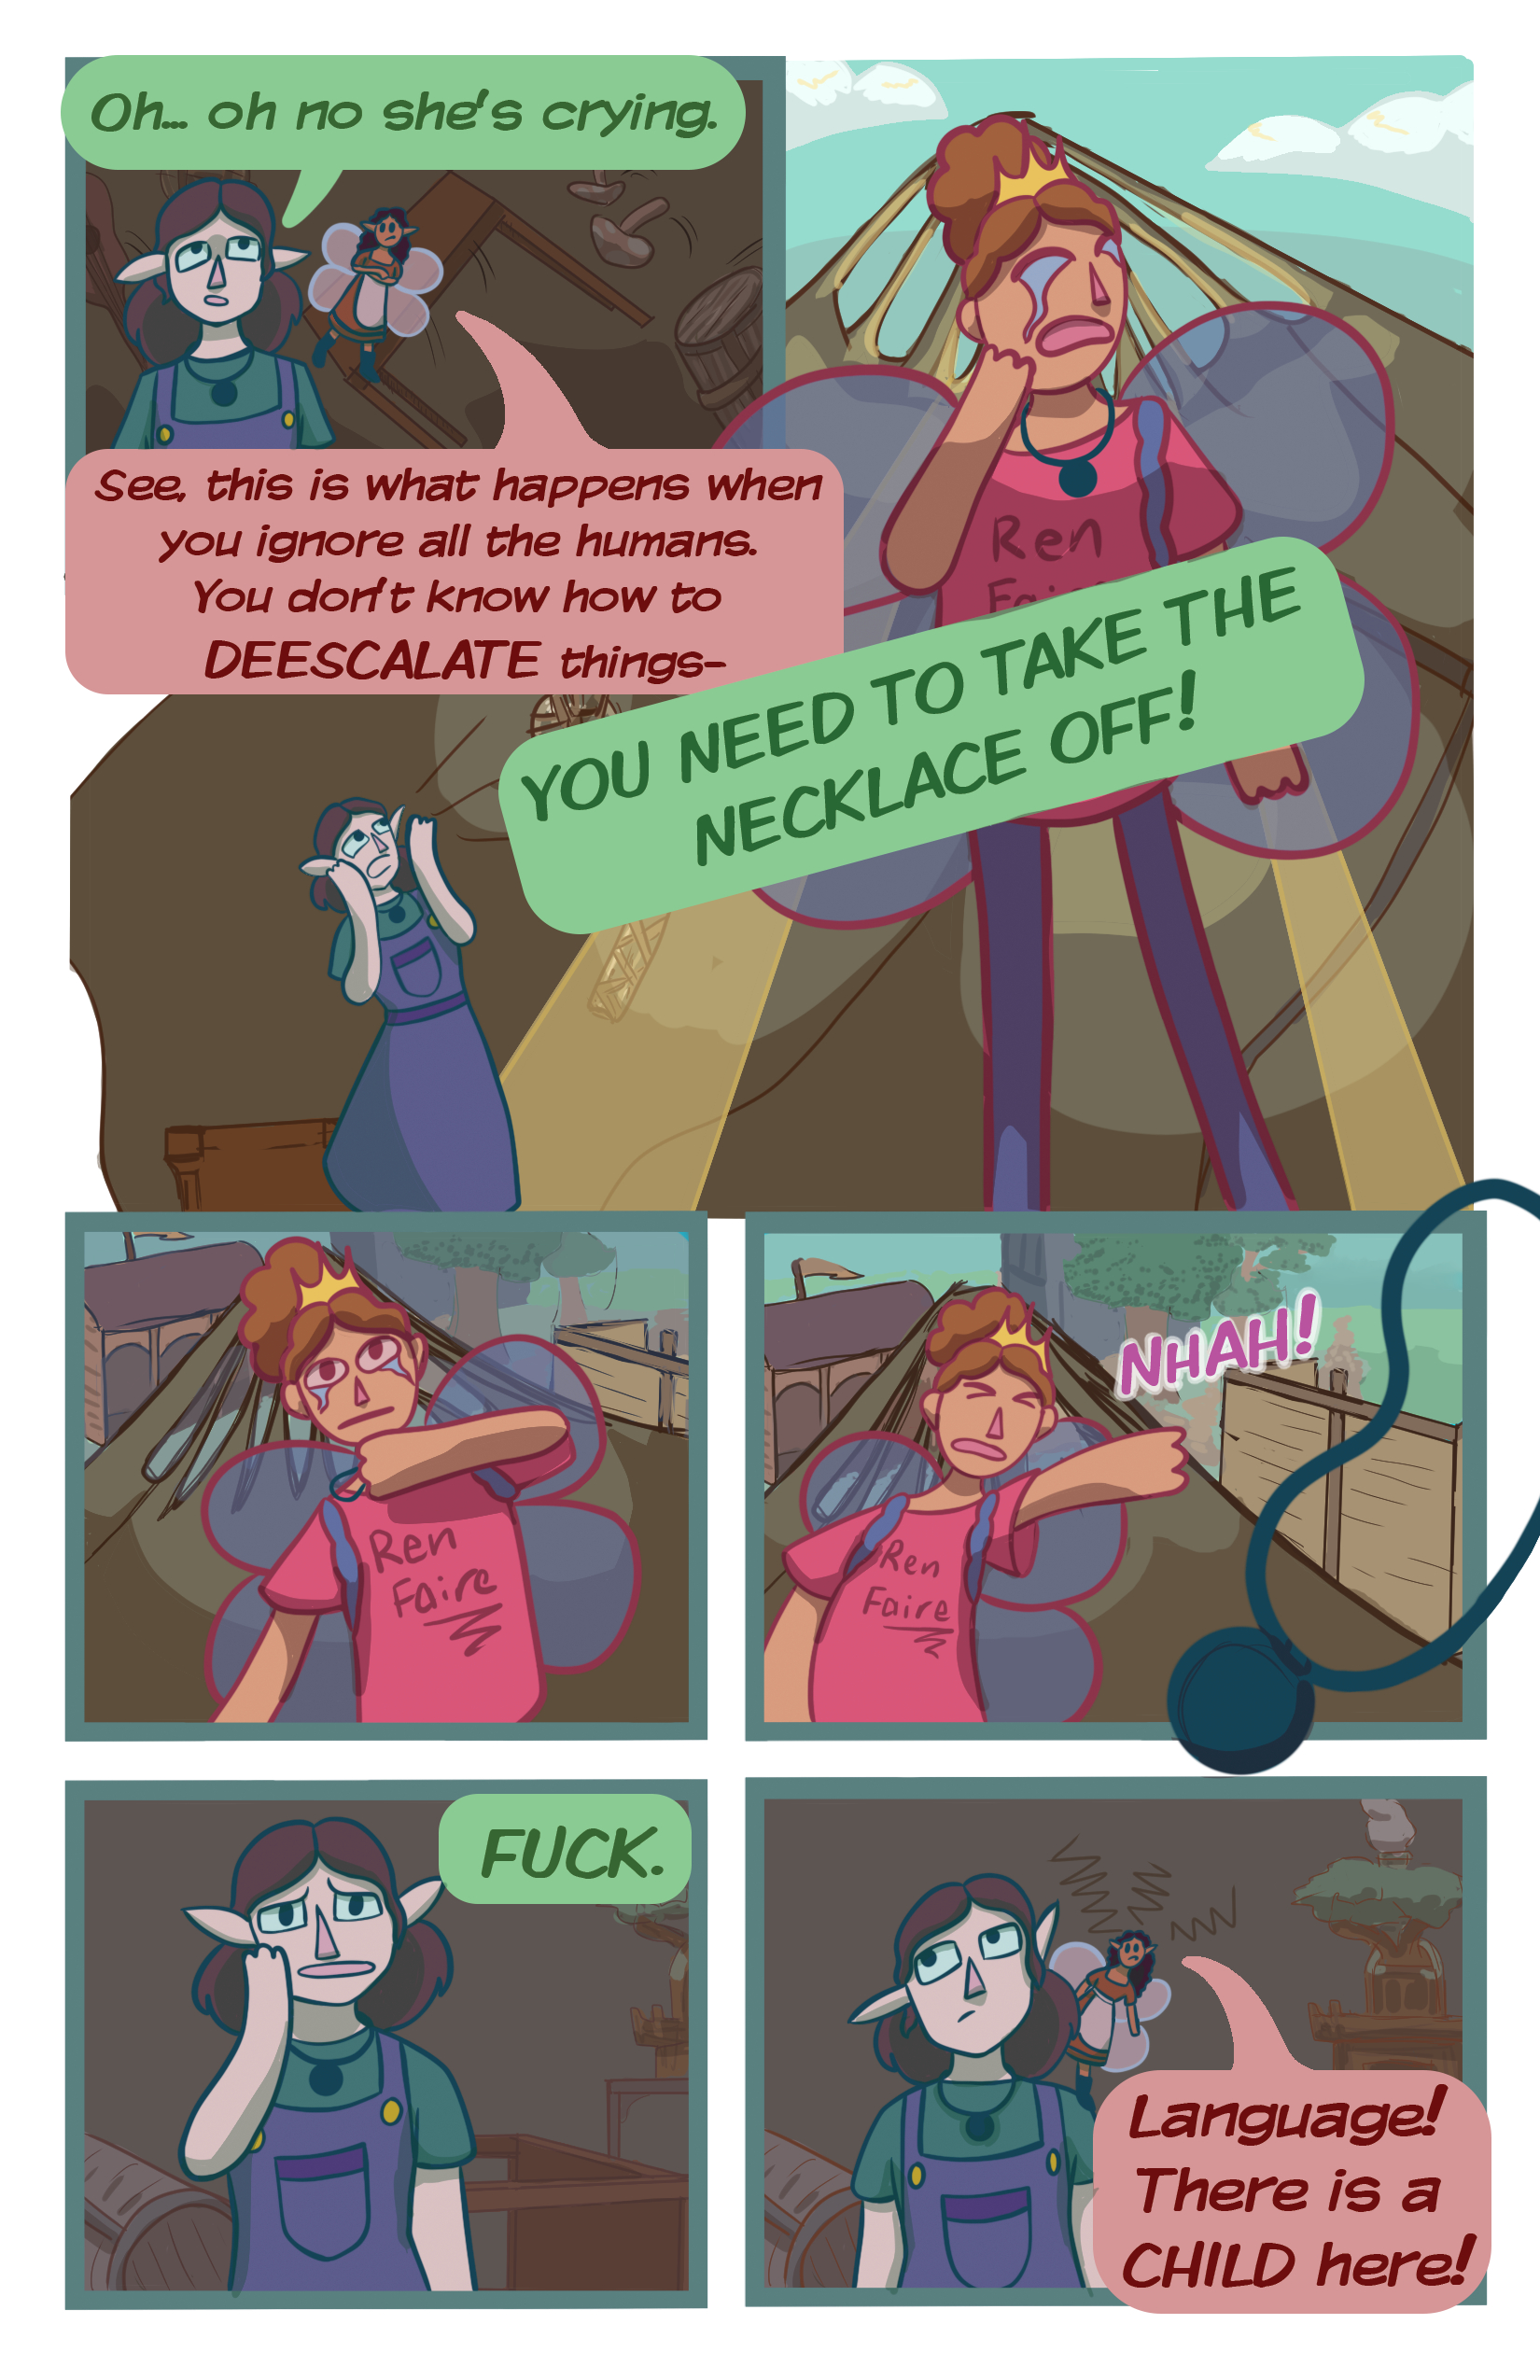 Oh... oh no she's crying.
See, this is what happens when
you ignore all the humans.
You don't know how to
DEESCALATE things-
Ren
YOU NEED TO TAKE THE
NECKLACE OFF!
Ren
Faire
NHAH!
Ren
Faire
FUCK.
Language!
There is a
CHILD here!